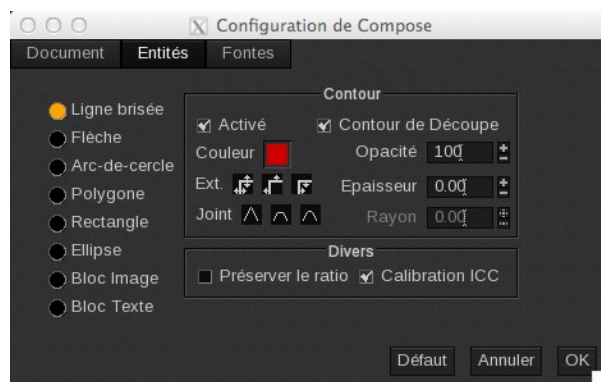 Configuration de Compose
Document Entités Fontes
Ligne brisée
Flèche
Arc-de-cercle
Polygone
Rectangle
Ellipse
Bloc Image
Bloc Texte
Contour
Activé Contour de Découpe
Couleur Opacité 100
Ext. Epaisseur 0.00
Joint Rayon 0.00
Divers
Préserver le ratio Calibration ICC
Défaut Annuler OK